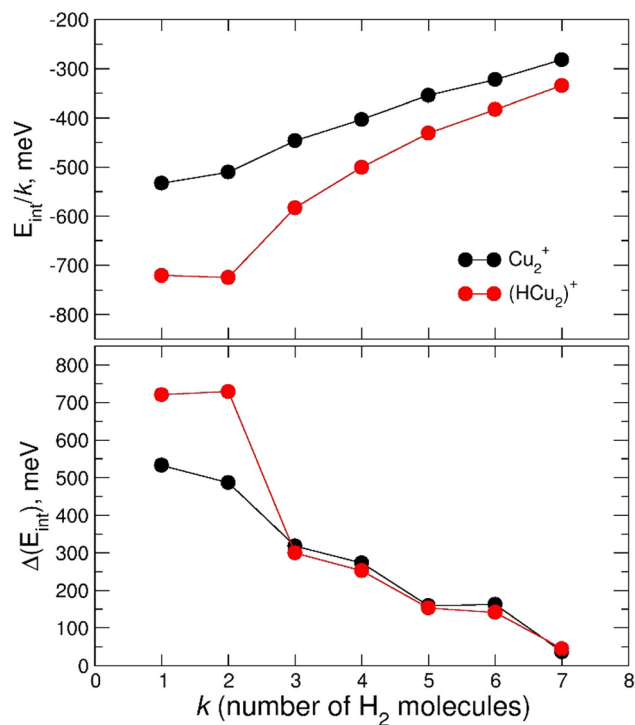 -200
-300
-400
-500
-600
-700
-800
E_int/k, meV
Cu₂⁺
(HCu₂)⁺
800
700
600
500
400
300
200
100
0
Δ(E_int), meV
0 1 2 3 4 5 6 7 8
k (number of H₂ molecules)